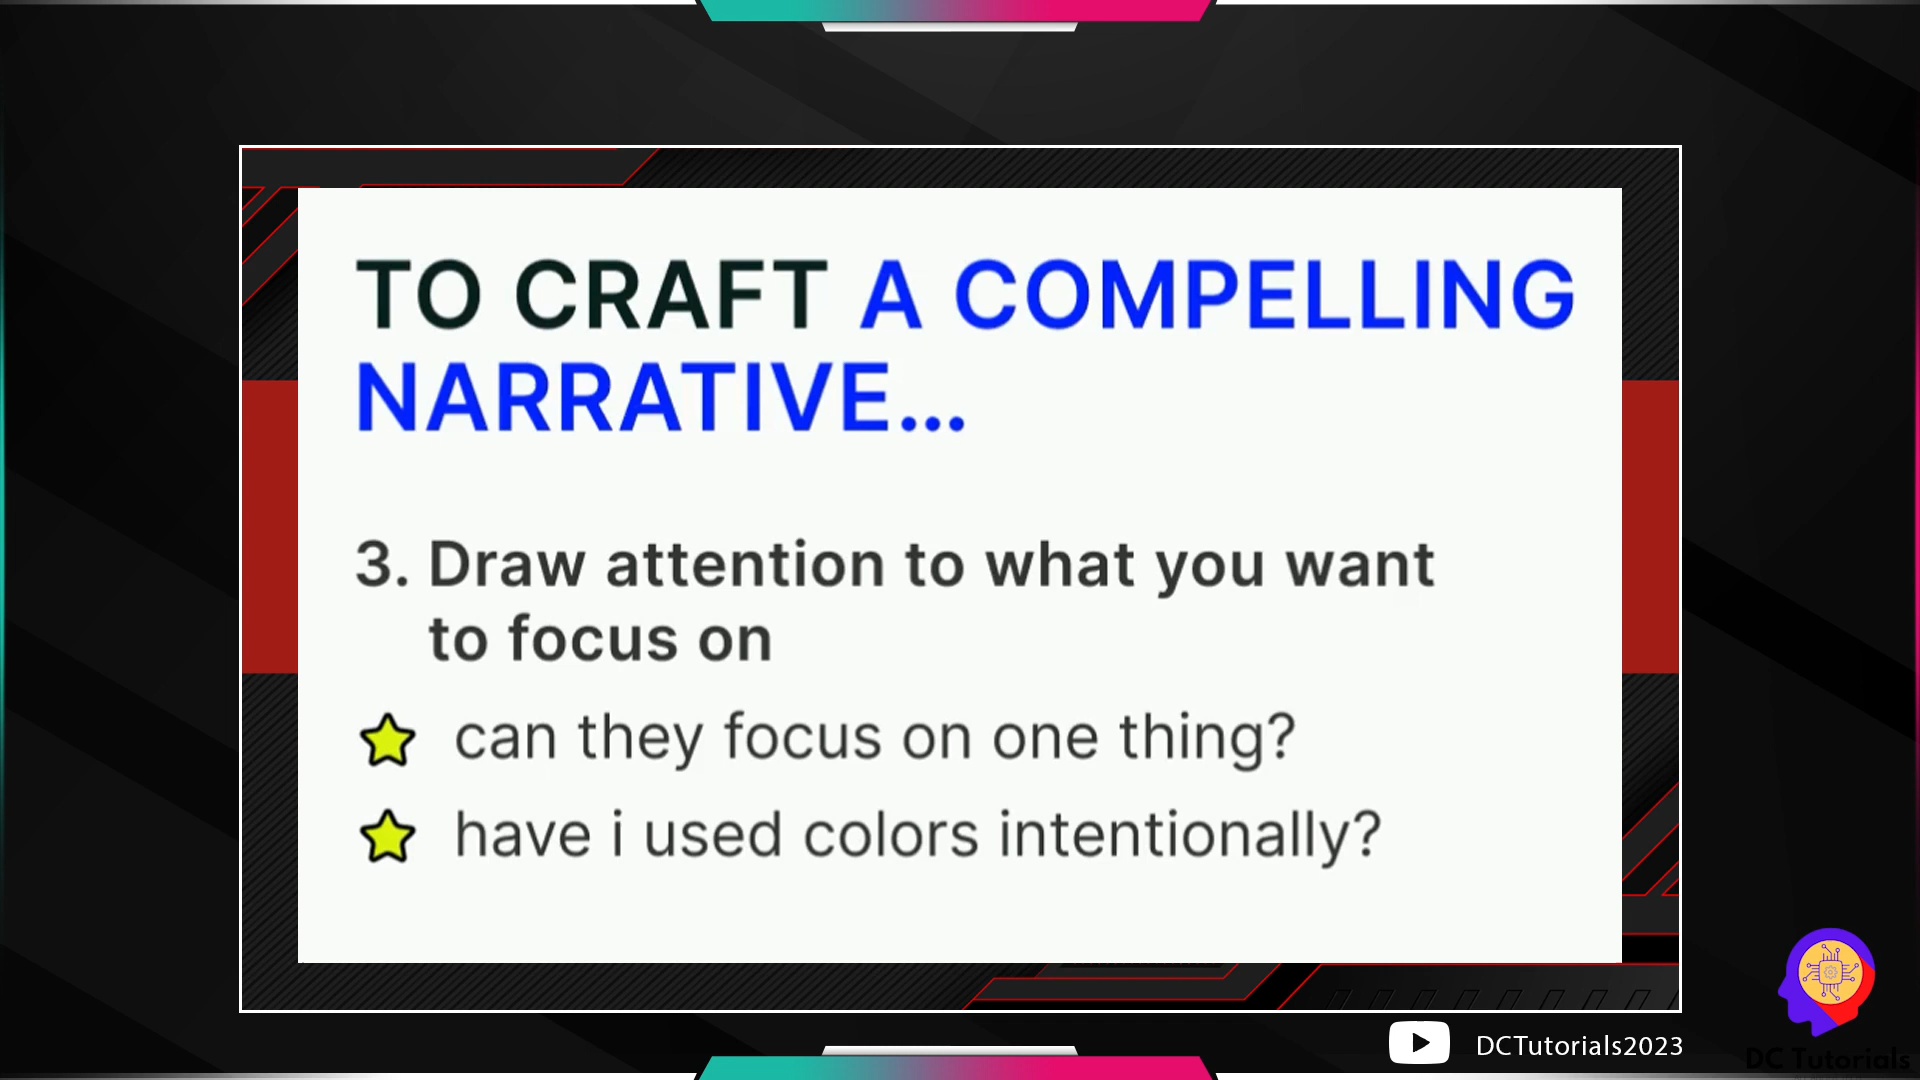 TO CRAFT A COMPELLING
NARRATIVE...
3. Draw attention to what you want
to focus on
can they focus on one thing?
have i used colors intentionally?
DCTutorials2023
DC Tutorials